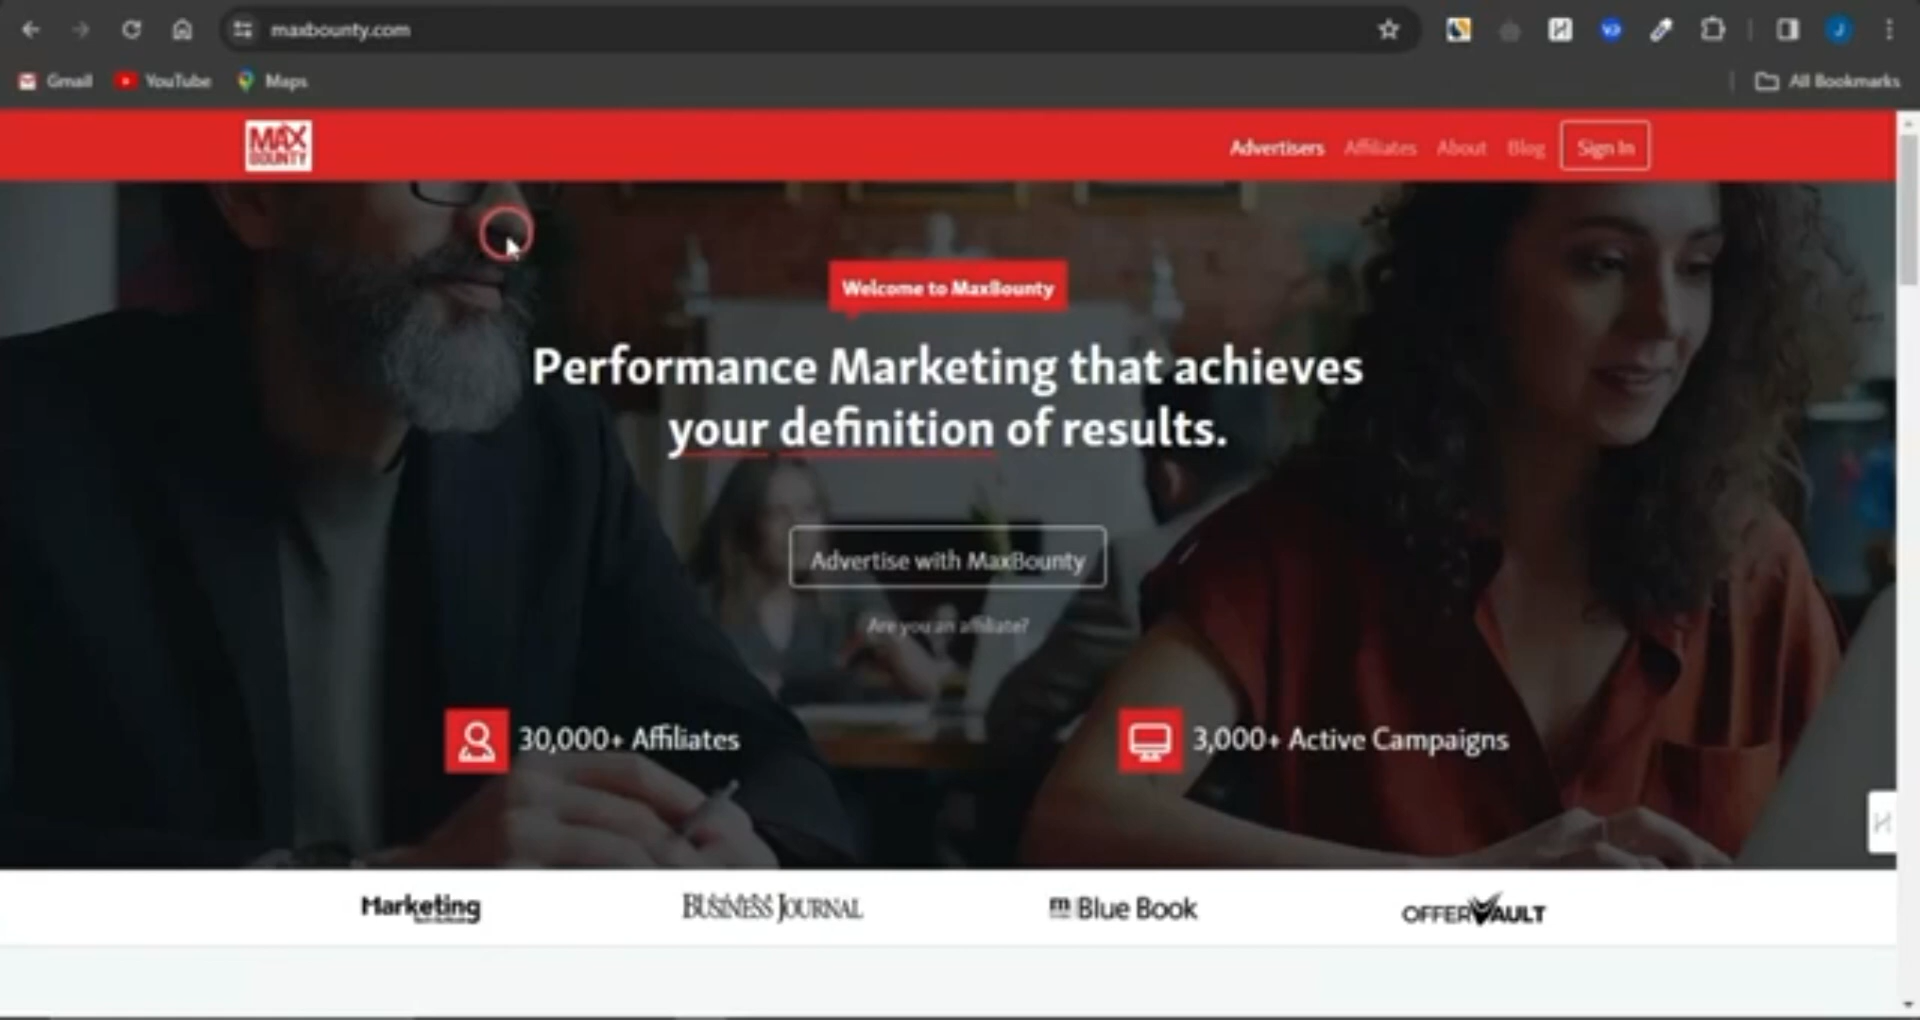 maxbounty.com
Gmail YouTube Maps All Bookmarks
MAX
BOUNTY
Advertisers Affiliates About Blog Sign In
Welcome to MaxBounty
Performance Marketing that achieves
your definition of results.
Advertise with MaxBounty
Are you an affiliate?
30,000+ Affiliates
3,000+ Active Campaigns
Marketing
BUSINESS JOURNAL
m Blue Book
OFFERVAULT